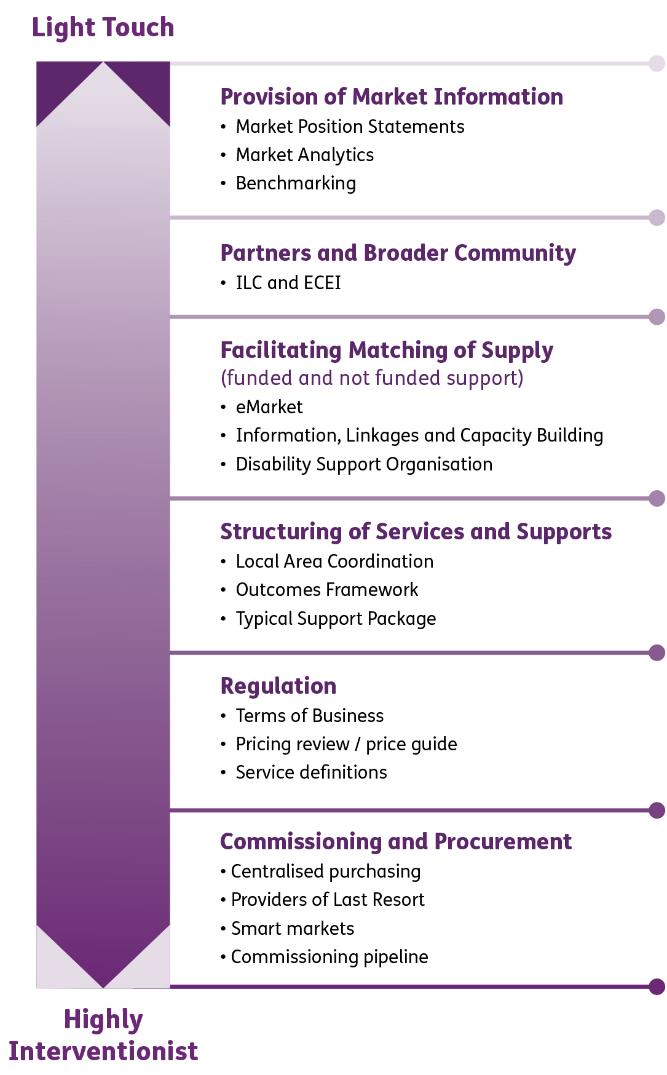 Light Touch
Provision of Market Information
• Market Position Statements
• Market Analytics
• Benchmarking
Partners and Broader Community
• ILC and ECEI
Facilitating Matching of Supply
(funded and not funded support)
• eMarket
• Information, Linkages and Capacity Building
• Disability Support Organisation
Structuring of Services and Supports
• Local Area Coordination
• Outcomes Framework
• Typical Support Package
Regulation
• Terms of Business
• Pricing review / price guide
• Service definitions
Commissioning and Procurement
• Centralised purchasing
• Providers of Last Resort
• Smart markets
• Commissioning pipeline
Highly
Interventionist